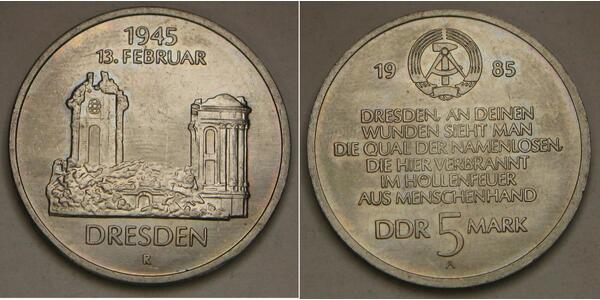 1945
13. FEBRUAR
DRESDEN
R
19 85
DRESDEN, AN DEINEN
WUNDEN SIEHT MAN
DIE QUAL DER NAMENLOSEN,
DIE HIER VERBRANNT
IM HÖLLENFEUER
AUS MENSCHENHAND
DDR 5 MARK
A